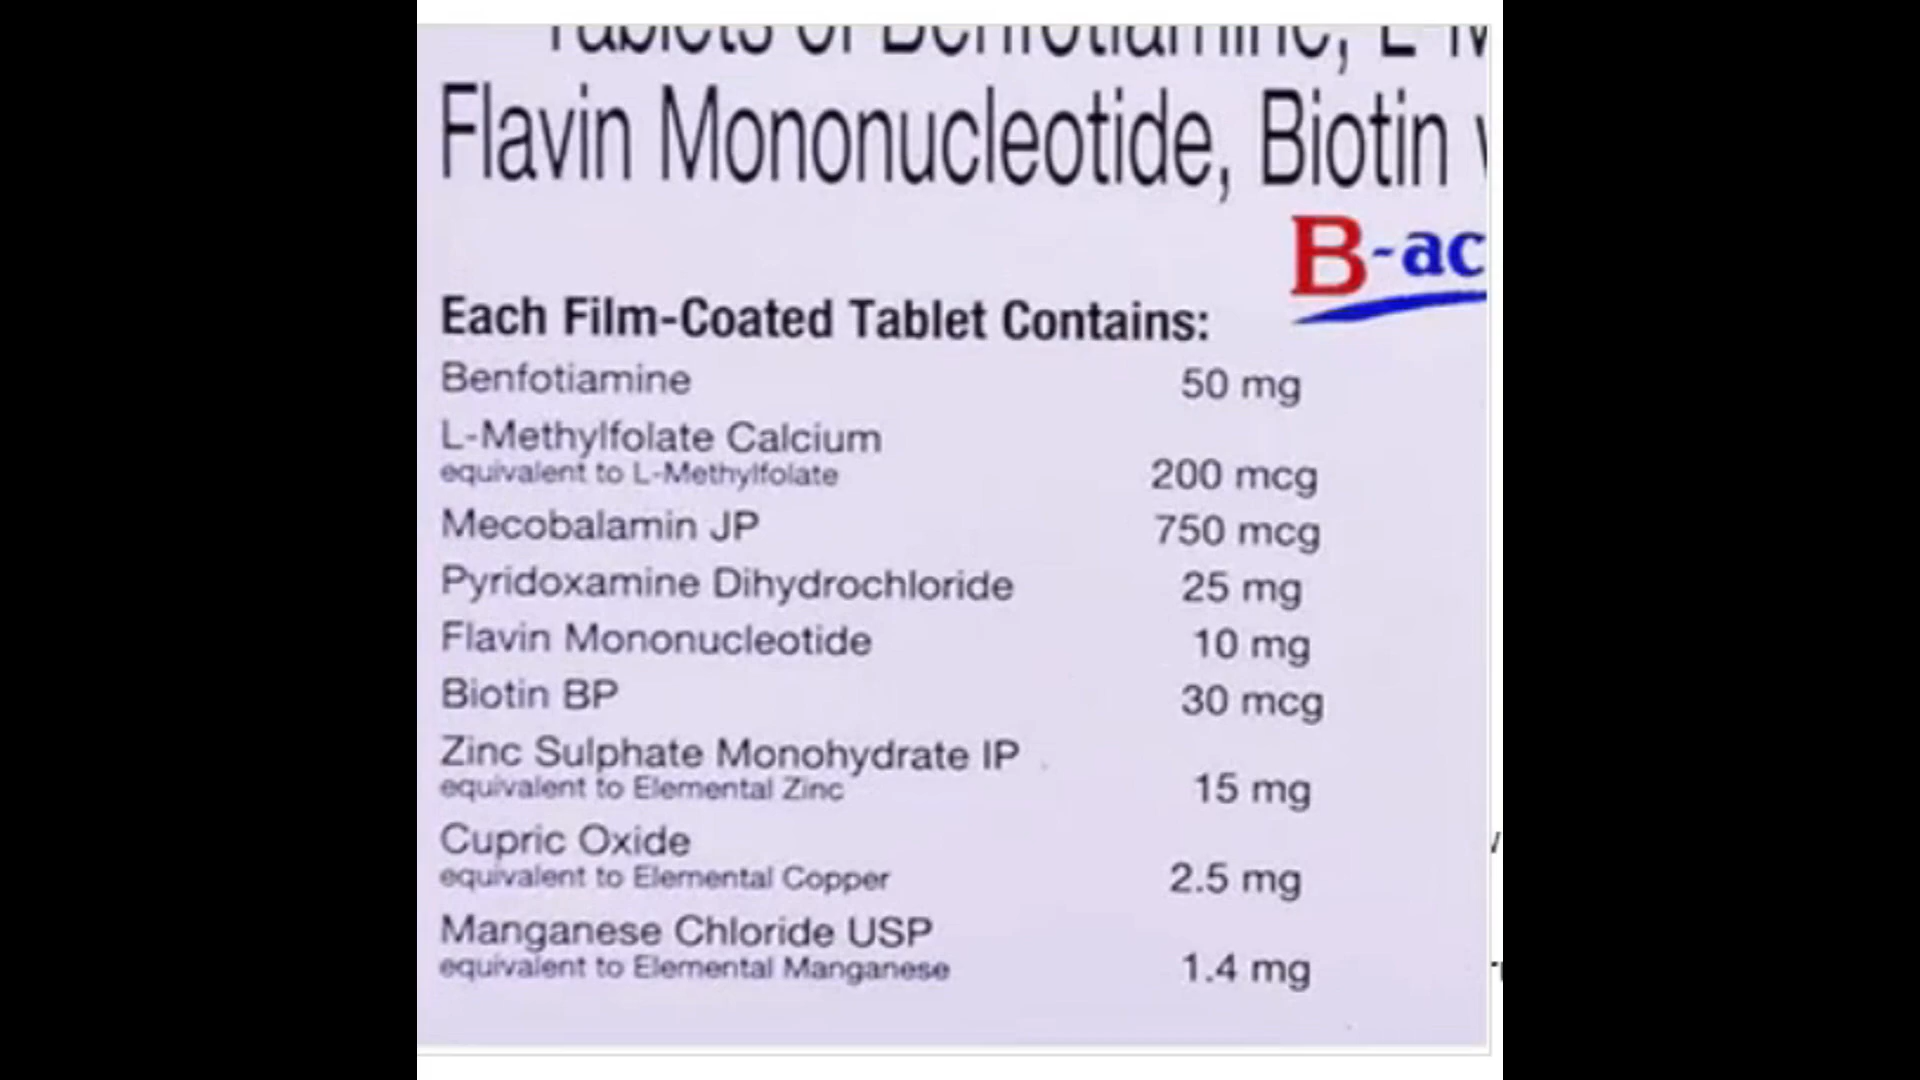 Tablets of Benfotiamine, L-M
Flavin Mononucleotide, Biotin
B-ac
Each Film-Coated Tablet Contains:
Benfotiamine 50 mg
L-Methylfolate Calcium
equivalent to L-Methylfolate 200 mcg
Mecobalamin JP 750 mcg
Pyridoxamine Dihydrochloride 25 mg
Flavin Mononucleotide 10 mg
Biotin BP 30 mcg
Zinc Sulphate Monohydrate IP
equivalent to Elemental Zinc 15 mg
Cupric Oxide
equivalent to Elemental Copper 2.5 mg
Manganese Chloride USP
equivalent to Elemental Manganese 1.4 mg